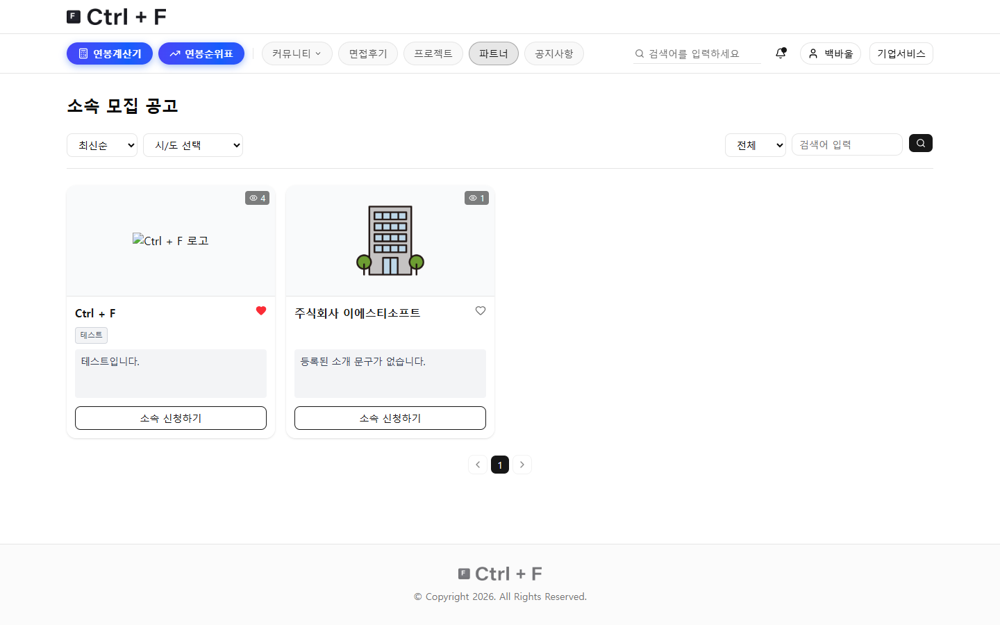 F Ctrl + F
연봉계산기
연봉순위표
커뮤니티
면접후기
프로젝트
파트너
공지사항
검색어를 입력하세요
백바울
기업서비스
소속 모집 공고
최신순
시/도 선택
전체
검색어 입력
4
1
Ctrl + F 로고
Ctrl + F
주식회사 이에스티소프트
테스트
테스트입니다.
등록된 소개 문구가 없습니다.
소속 신청하기
소속 신청하기
1
F Ctrl + F
© Copyright 2026. All Rights Reserved.